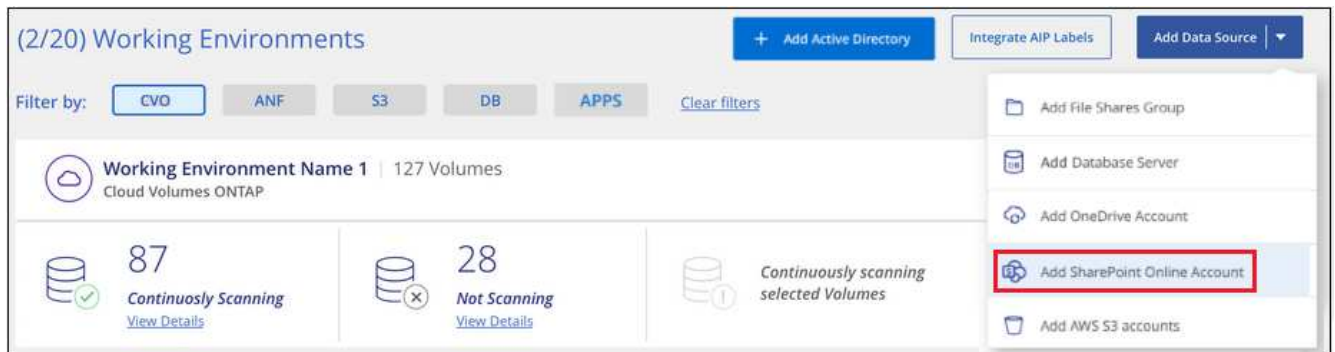 (2/20) Working Environments
+ Add Active Directory
Integrate AIP Labels
Add Data Source
Filter by:
CVO
ANF
S3
DB
APPS
Clear filters
Add File Shares Group
DB
Add Database Server
Add OneDrive Account
Add SharePoint Online Account
Add AWS S3 accounts
Working Environment Name 1 | 127 Volumes
Cloud Volumes ONTAP
87
Continuosly Scanning
View Details
28
Not Scanning
View Details
Continuously scanning
selected Volumes